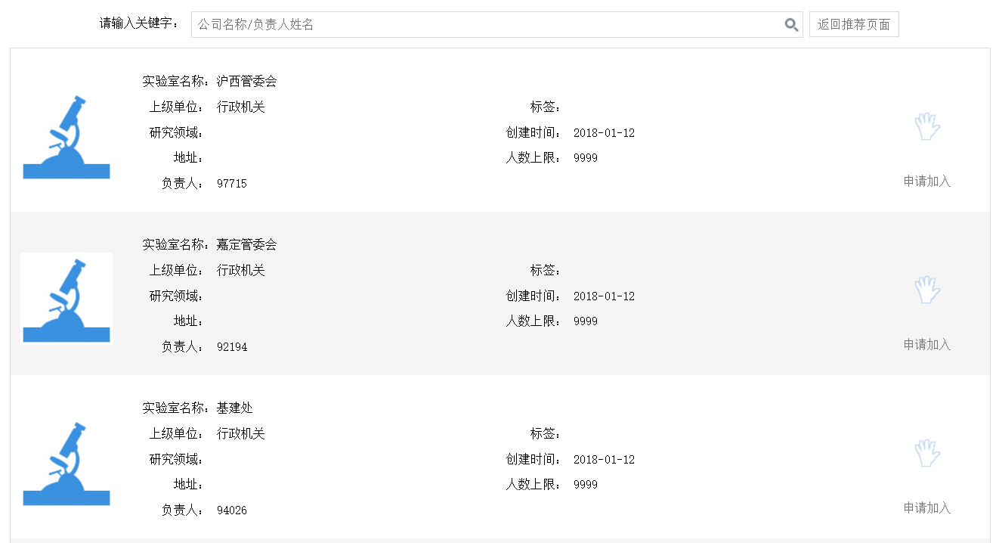 请输入关键字： 公司名称/负责人姓名 返回推荐页面
实验室名称： 沪西管委会
上级单位： 行政机关 标签：
研究领域： 创建时间： 2018-01-12
地址： 人数上限： 9999
负责人： 97715 申请加入
实验室名称： 嘉定管委会
上级单位： 行政机关 标签：
研究领域： 创建时间： 2018-01-12
地址： 人数上限： 9999
负责人： 92194 申请加入
实验室名称： 基建处
上级单位： 行政机关 标签：
研究领域： 创建时间： 2018-01-12
地址： 人数上限： 9999
负责人： 94026 申请加入